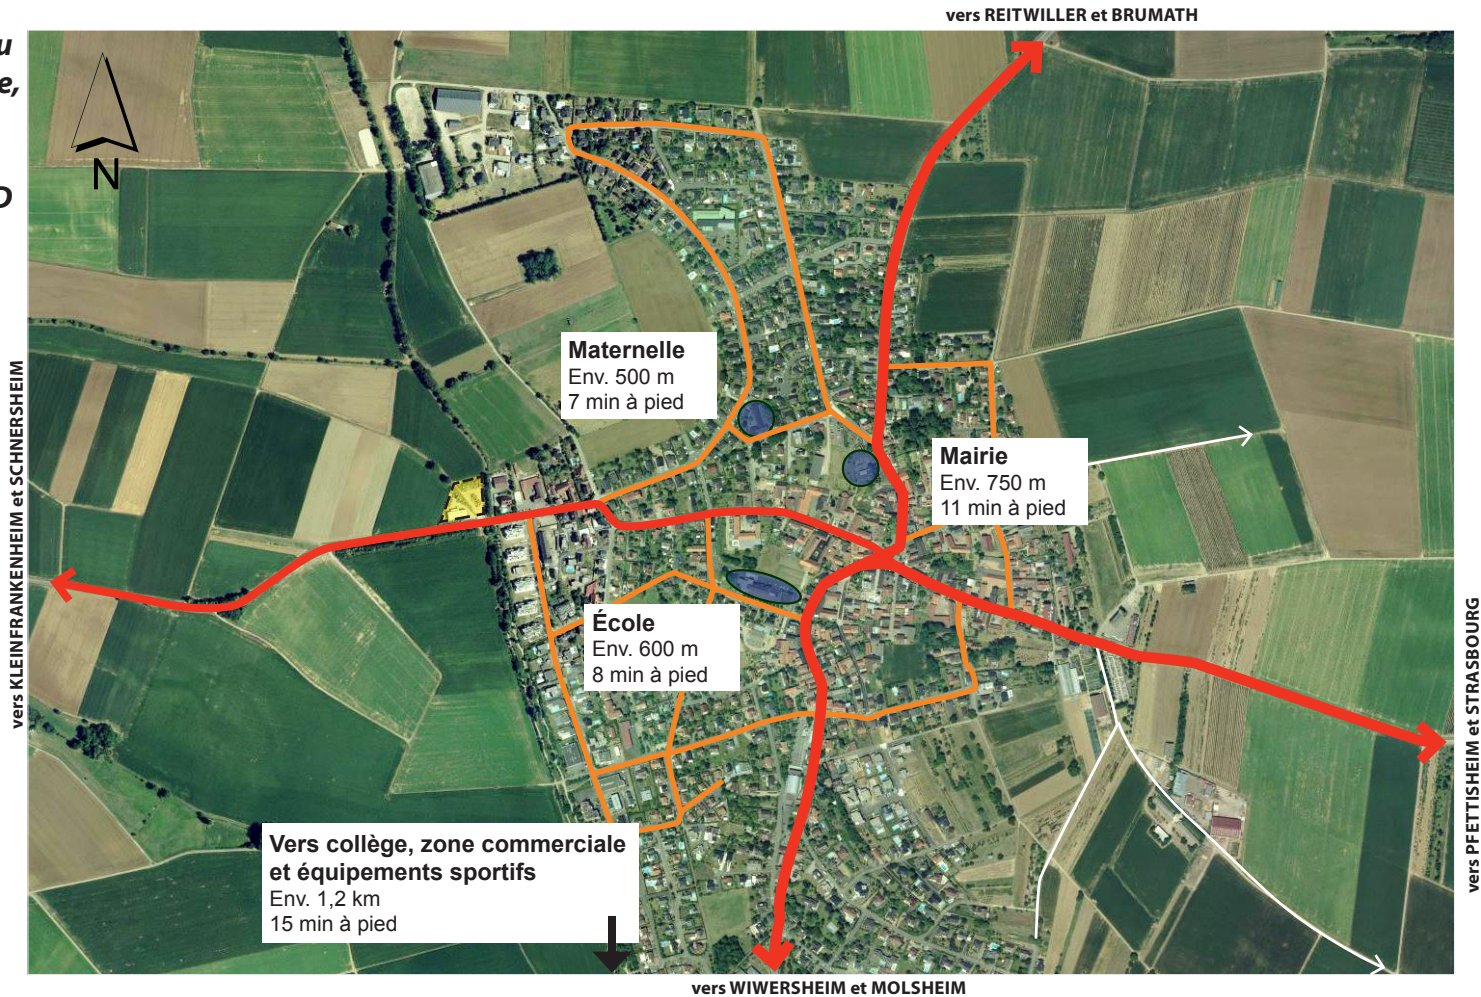 vers REITWILLER et BRUMATH
u
e,
D
N
vers KLEINFRANKENHEIM et SCHNERSHEIM
Maternelle
Env. 500 m
7 min à pied
Mairie
Env. 750 m
11 min à pied
École
Env. 600 m
8 min à pied
vers PFETTISHEIM et STRASBOURG
Vers collège, zone commerciale
et équipements sportifs
Env. 1,2 km
15 min à pied
vers WIWERSHEIM et MOLSHEIM